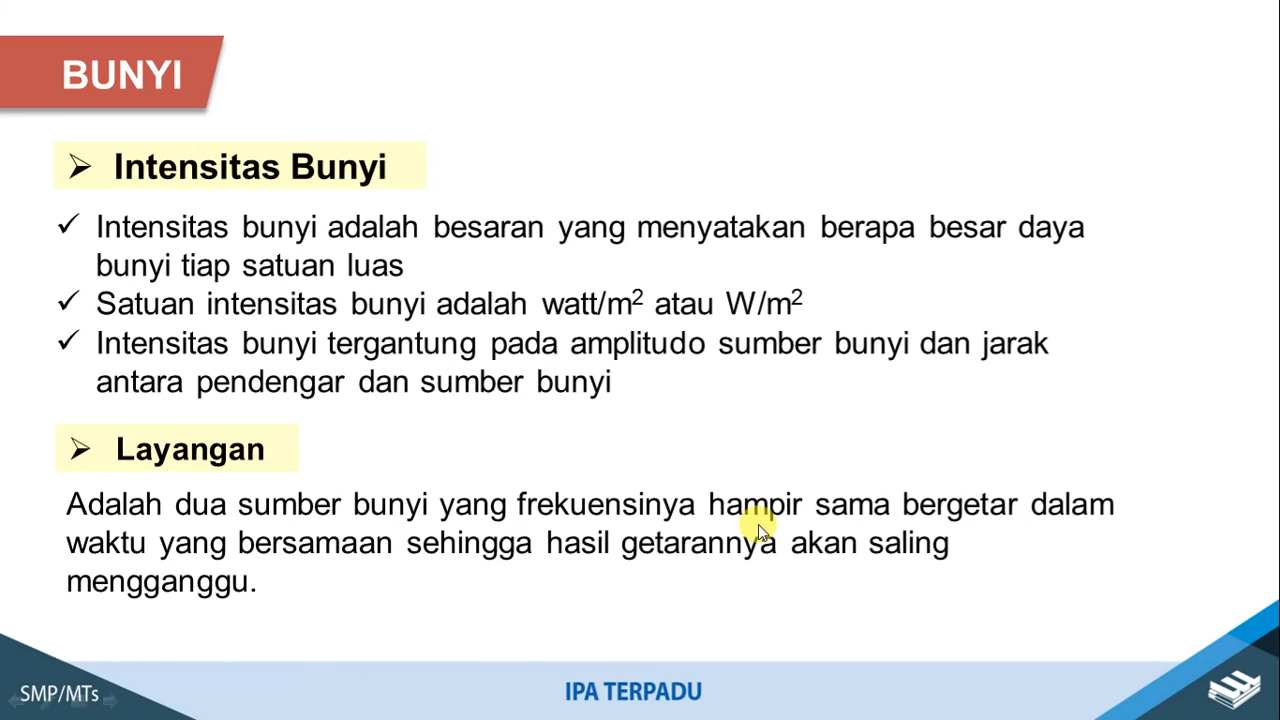 BUNYI
➢ Intensitas Bunyi
✓ Intensitas bunyi adalah besaran yang menyatakan berapa besar daya
bunyi tiap satuan luas
✓ Satuan intensitas bunyi adalah watt/m² atau W/m²
✓ Intensitas bunyi tergantung pada amplitudo sumber bunyi dan jarak
antara pendengar dan sumber bunyi
➢ Layangan
Adalah dua sumber bunyi yang frekuensinya hampir sama bergetar dalam
waktu yang bersamaan sehingga hasil getarannya akan saling
mengganggu.
SMP/MTs
IPA TERPADU